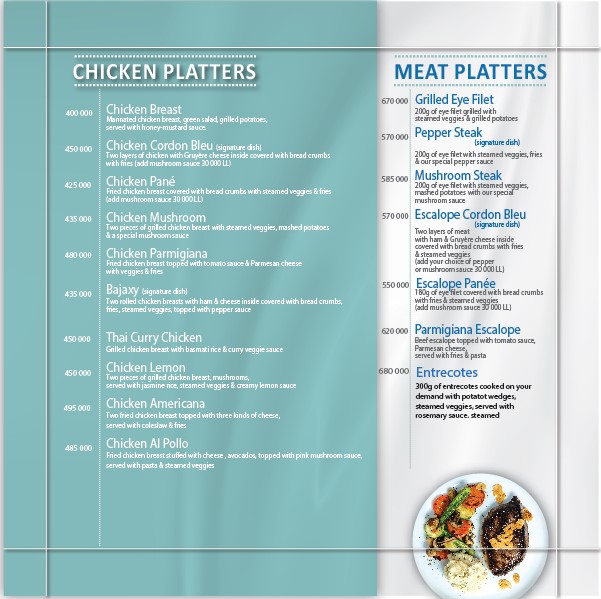 CHICKEN PLATTERS
400 000 Chicken Breast
Marinated chicken breast, green salad, grilled potatoes,
served with honey-mustard sauce.
450 000 Chicken Cordon Bleu (signature dish)
Two layers of chicken with Gruyère cheese inside covered with bread crumbs
with fries (add mushroom sauce 30 000 LL)
425 000 Chicken Pané
Fried chicken breast covered with bread crumbs with steamed veggies & fries
(add mushroom sauce 30 000 LL)
435 000 Chicken Mushroom
Two pieces of grilled chicken breast with steamed veggies, mashed potatoes
& a special mushroom sauce
480 000 Chicken Parmigiana
Fried chicken breast topped with tomato sauce & Parmesan cheese
with veggies & fries
435 000 Bajaxy (signature dish)
Two rolled chicken breasts with ham & cheese inside covered with bread crumbs,
fries, steamed veggies, topped with pepper sauce
450 000 Thai Curry Chicken
Grilled chicken breast with basmati rice & curry veggie sauce
450 000 Chicken Lemon
Two pieces of grilled chicken breast, mushrooms,
served with jasmine rice, steamed veggies & creamy lemon sauce
495 000 Chicken Americana
Two fried chicken breast topped with three kinds of cheese,
served with coleslaw & fries
485 000 Chicken Al Pollo
Fried chicken breast stuffed with cheese, avocados, topped with pink mushroom sauce,
served with pasta & steamed veggies
MEAT PLATTERS
670 000 Grilled Eye Filet
200g of eye filet grilled with
steamed veggies & grilled potatoes
570 000 Pepper Steak
(signature dish)
200g of eye filet with steamed veggies, fries
& our special pepper sauce
585 000 Mushroom Steak
200g of eye filet with steamed veggies,
mashed potatoes with our special
mushroom sauce
570 000 Escalope Cordon Bleu
(signature dish)
Two layers of meat
with ham & Gruyère cheese inside
covered with bread crumbs with fries
& steamed veggies
(add your choice of pepper
or mushroom sauce 30 000 LL)
550 000 Escalope Panée
180g of eye filet covered with bread crumbs
with fries & steamed veggies
(add mushroom sauce 30 000 LL)
620 000 Parmigiana Escalope
Beef escalope topped with tomato sauce,
Parmesan cheese,
served with fries & pasta
680 000 Entrecotes
300g of entrecotes cooked on your
demand with potatot wedges,
steamed veggies, served with
rosemary sauce. steamed